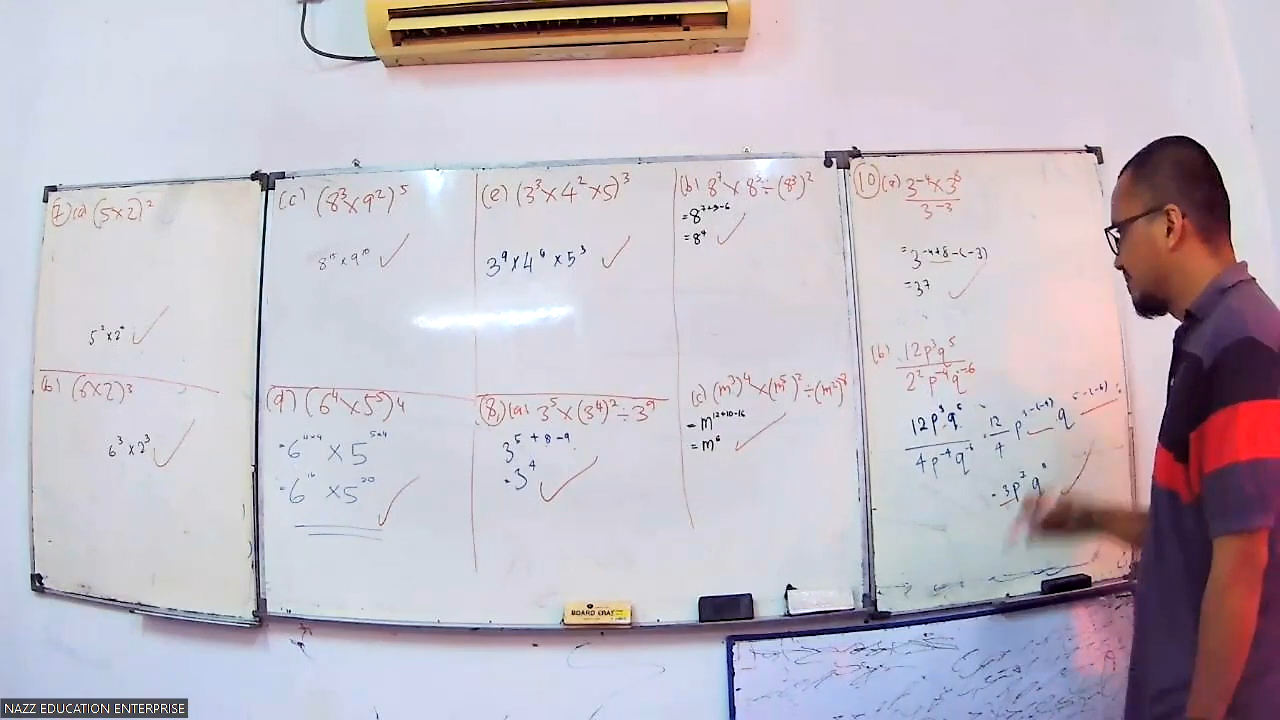 7 (a) (5×2)²
5² × 2²
(b) (6×2)³
6³ × 2³
(c) (8³×9²)⁵
8¹⁵ × 9¹⁰
(d) (6⁴×5⁵)⁴
= 6⁴ˣ⁴ × 5⁵ˣ⁴
= 6¹⁶ × 5²⁰
(e) (3³×4²×5)³
3⁹ × 4⁶ × 5³
8 (a) 3⁵×(3⁴)²÷3⁹
3⁵ ⁺ ⁸ ⁻ ⁹
= 3⁴
(b) 8⁷×8³÷(8³)²
= 8⁷⁺³⁻⁶
= 8⁴
(c) (m³)⁴×(m⁵)²÷(m²)⁸
= m¹²⁺¹⁰⁻¹⁶
= m⁶
10 (a) 3⁻⁴×3⁸ / 3⁻³
= 3⁻⁴⁺⁸⁻⁽⁻³⁾
= 3⁷
(b) 12p³q⁵ / 2²p⁻⁴q⁻⁶
12p³q⁵ / 4p⁻⁴q⁻⁶ = 12/4 p³⁻⁽⁻⁴⁾ q⁵⁻⁽⁻⁶⁾
= 3p⁷q¹¹
BOARD ERASER
NAZZ EDUCATION ENTERPRISE